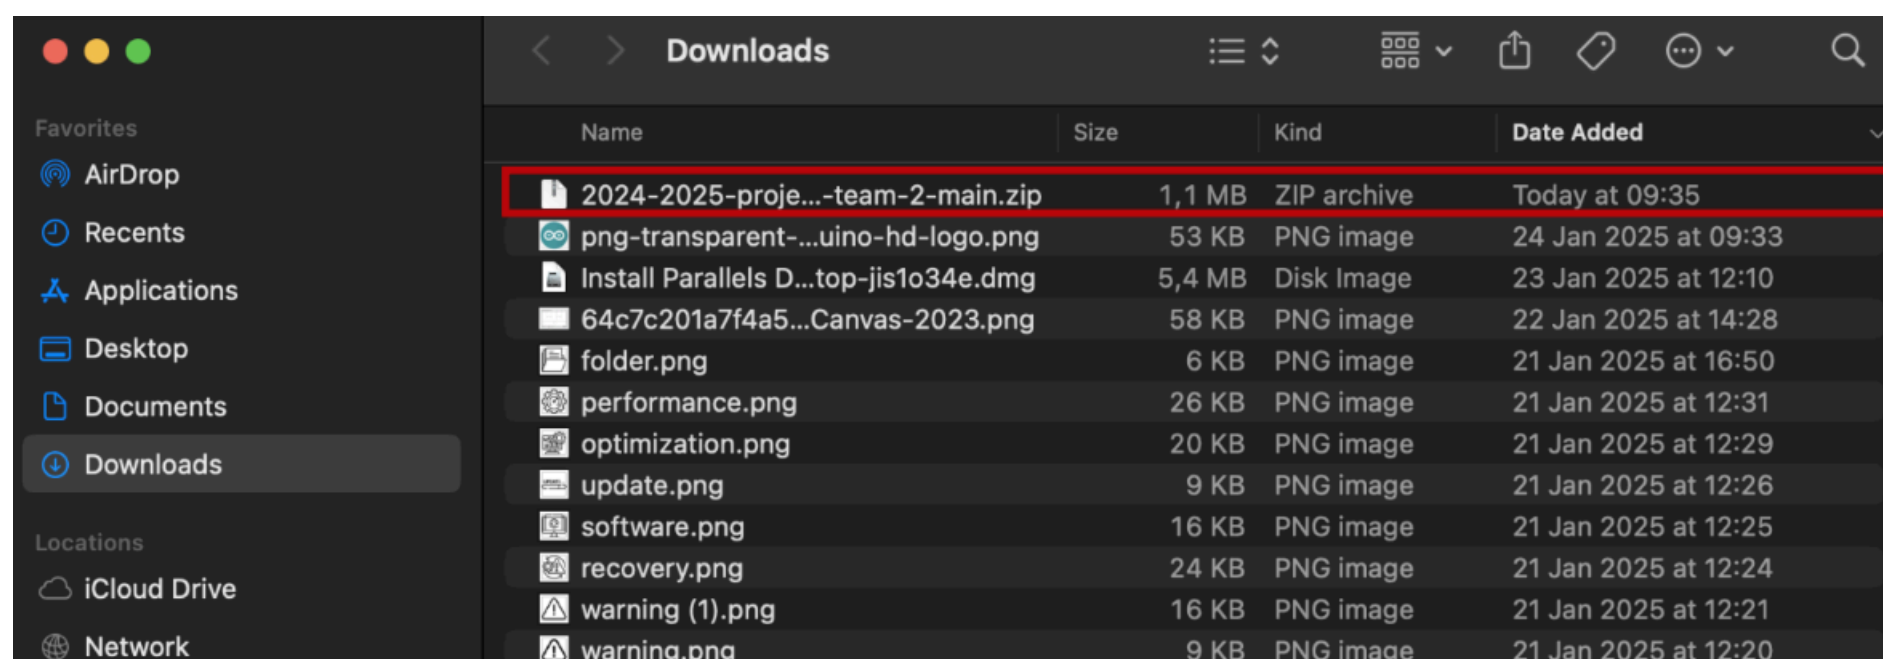 Downloads
Favorites
AirDrop
Recents
Applications
Desktop
Documents
Downloads
Locations
iCloud Drive
Network
Name Size Kind Date Added
2024-2025-proje...-team-2-main.zip 1,1 MB ZIP archive Today at 09:35
png-transparent-...uino-hd-logo.png 53 KB PNG image 24 Jan 2025 at 09:33
Install Parallels D...top-jis1o34e.dmg 5,4 MB Disk Image 23 Jan 2025 at 12:10
64c7c201a7f4a5...Canvas-2023.png 58 KB PNG image 22 Jan 2025 at 14:28
folder.png 6 KB PNG image 21 Jan 2025 at 16:50
performance.png 26 KB PNG image 21 Jan 2025 at 12:31
optimization.png 20 KB PNG image 21 Jan 2025 at 12:29
update.png 9 KB PNG image 21 Jan 2025 at 12:26
software.png 16 KB PNG image 21 Jan 2025 at 12:25
recovery.png 24 KB PNG image 21 Jan 2025 at 12:24
warning (1).png 16 KB PNG image 21 Jan 2025 at 12:21
warning.png 9 KB PNG image 21 Jan 2025 at 12:20